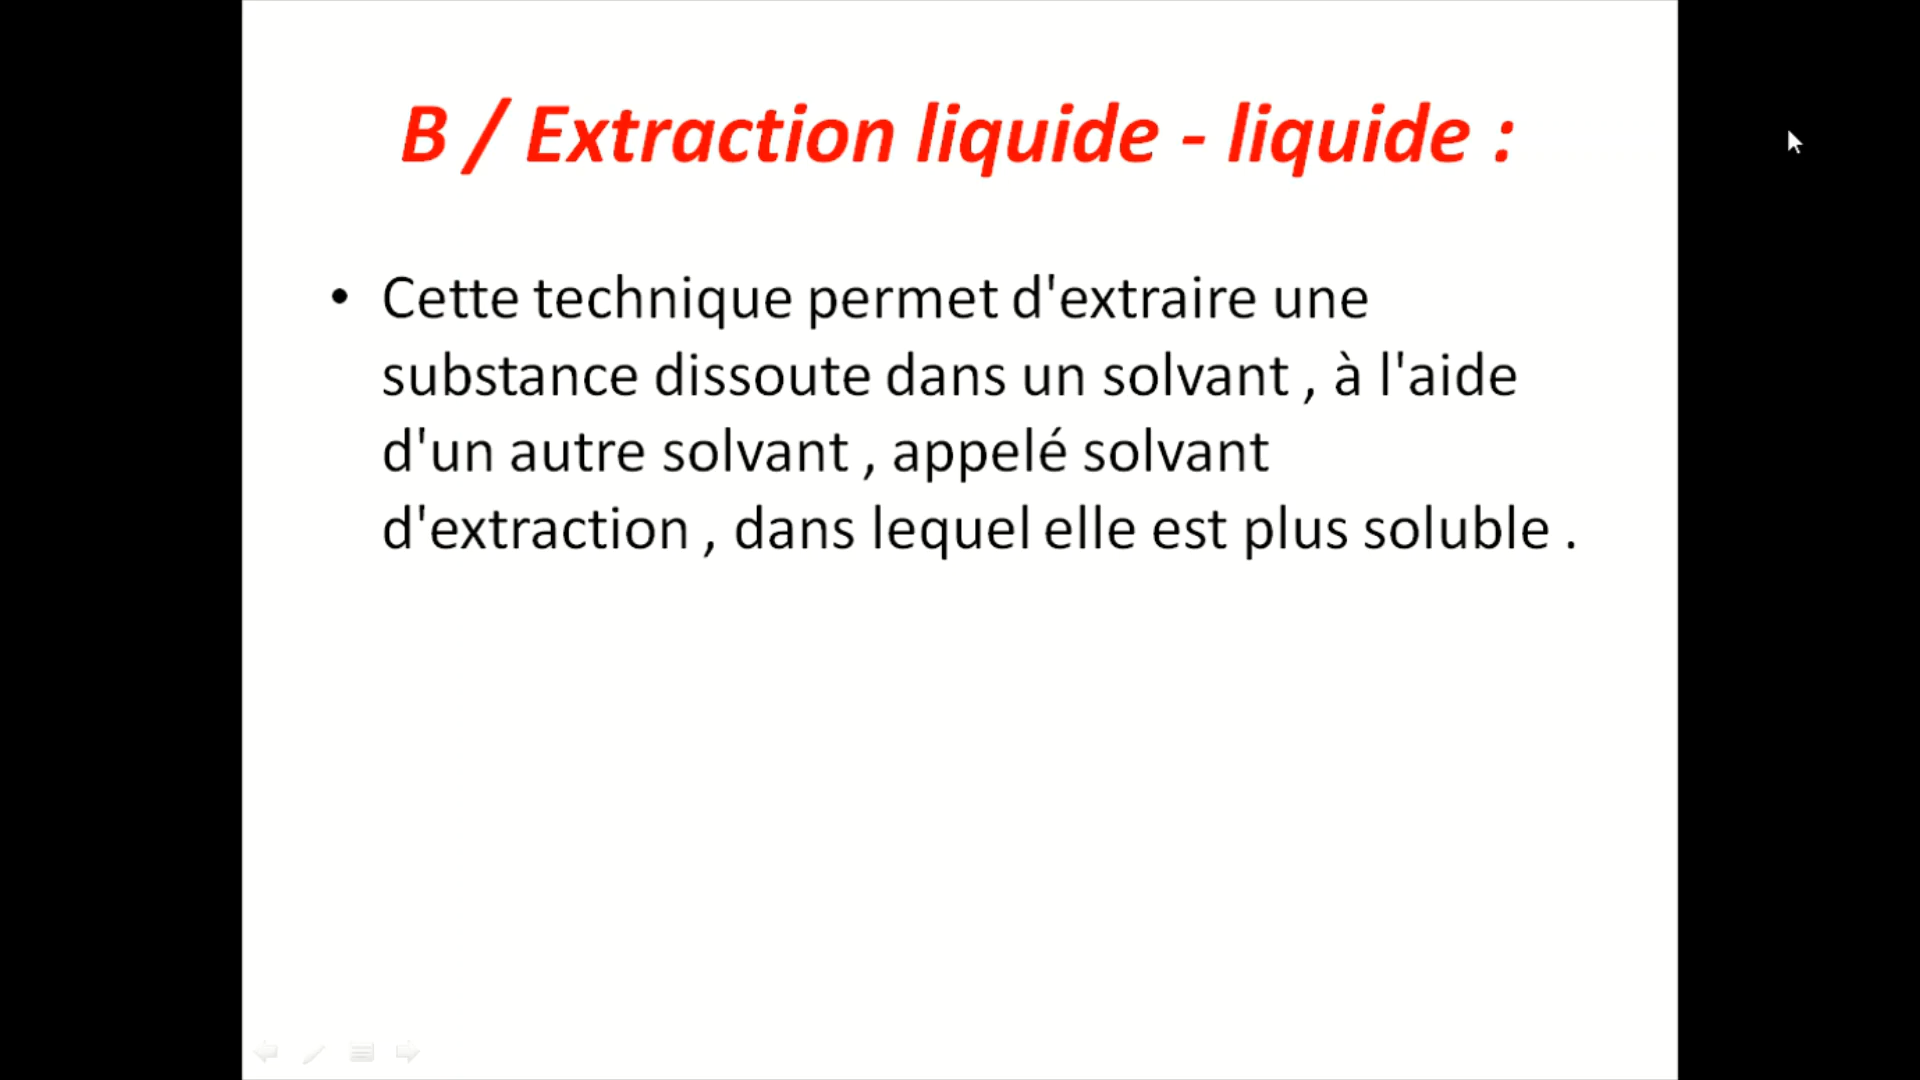 B / Extraction liquide - liquide :
• Cette technique permet d'extraire une
substance dissoute dans un solvant , à l'aide
d'un autre solvant , appelé solvant
d'extraction , dans lequel elle est plus soluble .